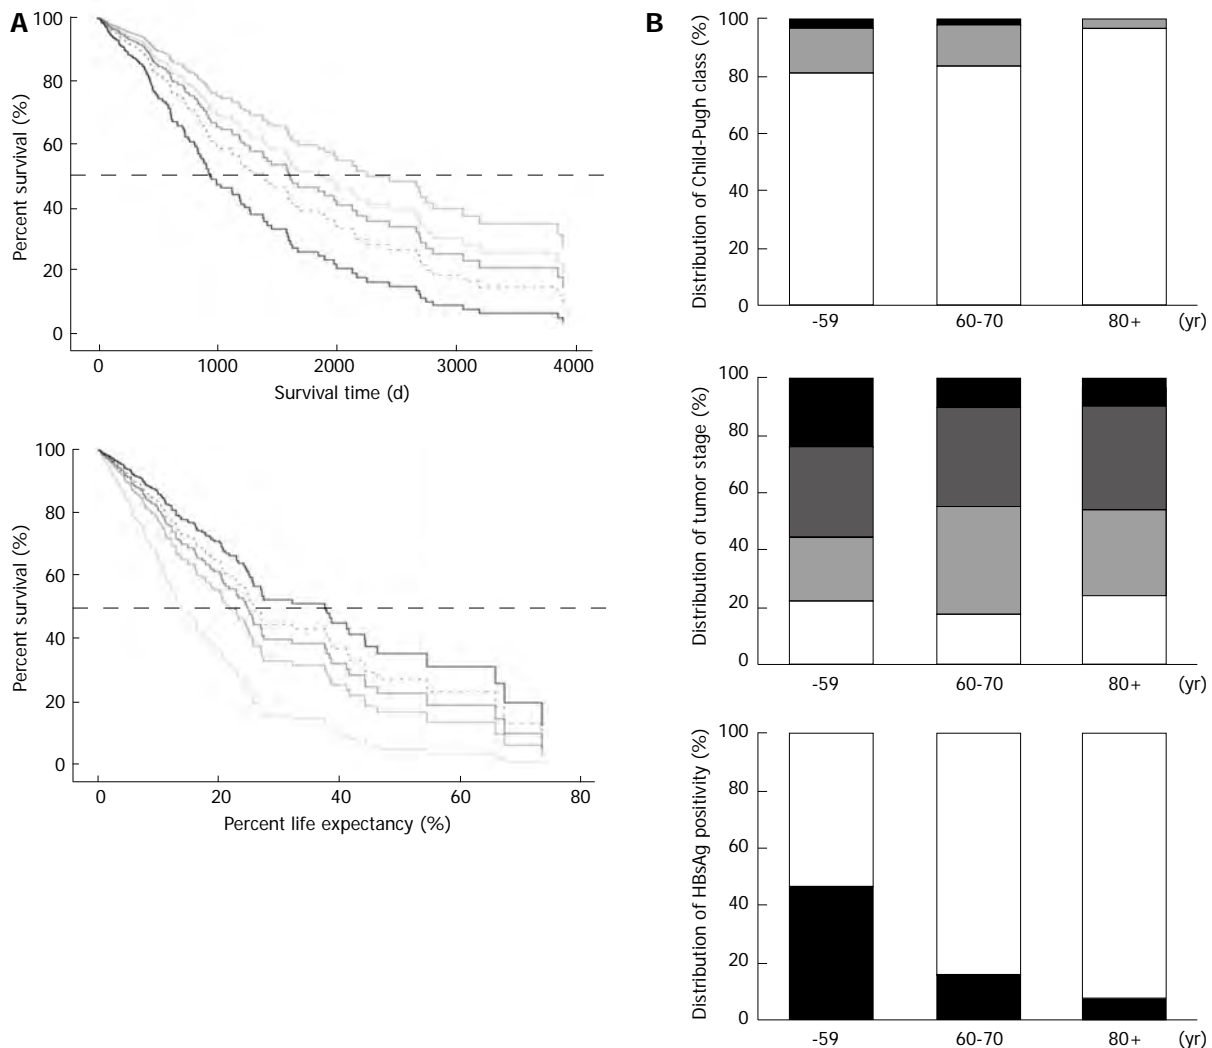 A
Percent survival (%)
100
80
60
40
20
0
0 1000 2000 3000 4000
Survival time (d)
Percent survival (%)
100
80
60
40
20
0
0 20 40 60 80
Percent life expectancy (%)
B
Distribution of Child-Pugh class (%)
100
80
60
40
20
0
-59 60-70 80+ (yr)
Distribution of tumor stage (%)
100
80
60
40
20
0
-59 60-70 80+ (yr)
Distribution of HBsAg positivity (%)
100
80
60
40
20
0
-59 60-70 80+ (yr)